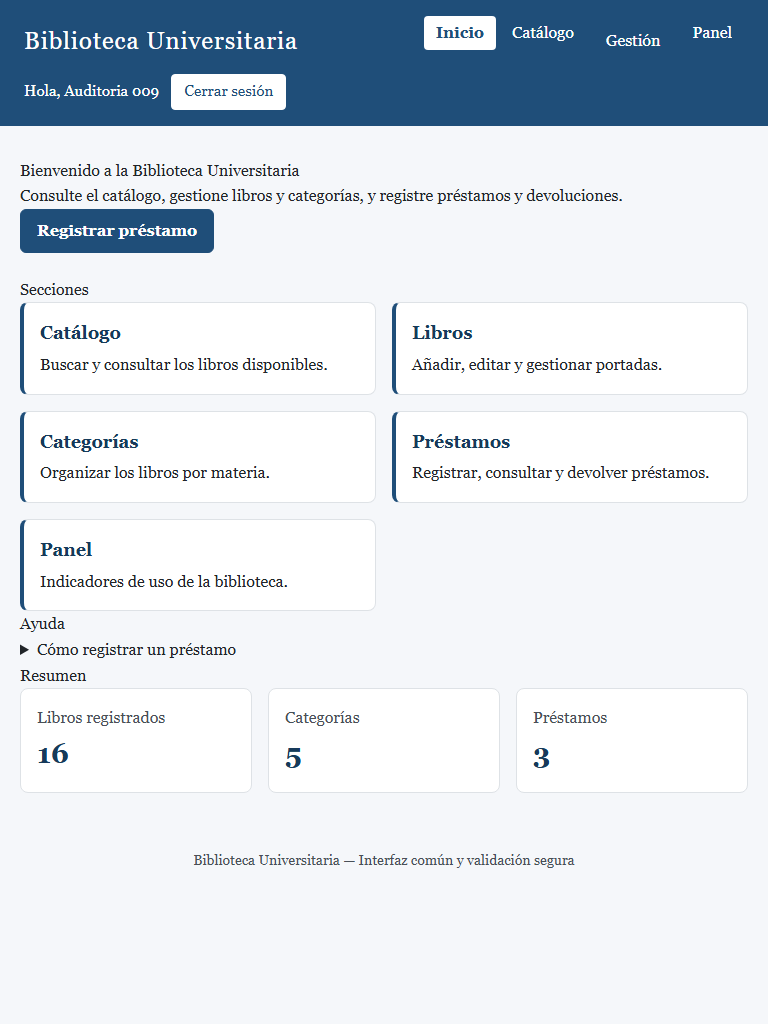 Biblioteca Universitaria
Inicio
Catálogo
Gestión
Panel
Hola, Auditoria 009
Cerrar sesión
Bienvenido a la Biblioteca Universitaria
Consulte el catálogo, gestione libros y categorías, y registre préstamos y devoluciones.
Registrar préstamo
Secciones
Catálogo
Buscar y consultar los libros disponibles.
Libros
Añadir, editar y gestionar portadas.
Categorías
Organizar los libros por materia.
Préstamos
Registrar, consultar y devolver préstamos.
Panel
Indicadores de uso de la biblioteca.
Ayuda
Cómo registrar un préstamo
Resumen
Libros registrados
16
Categorías
5
Préstamos
3
Biblioteca Universitaria — Interfaz común y validación segura